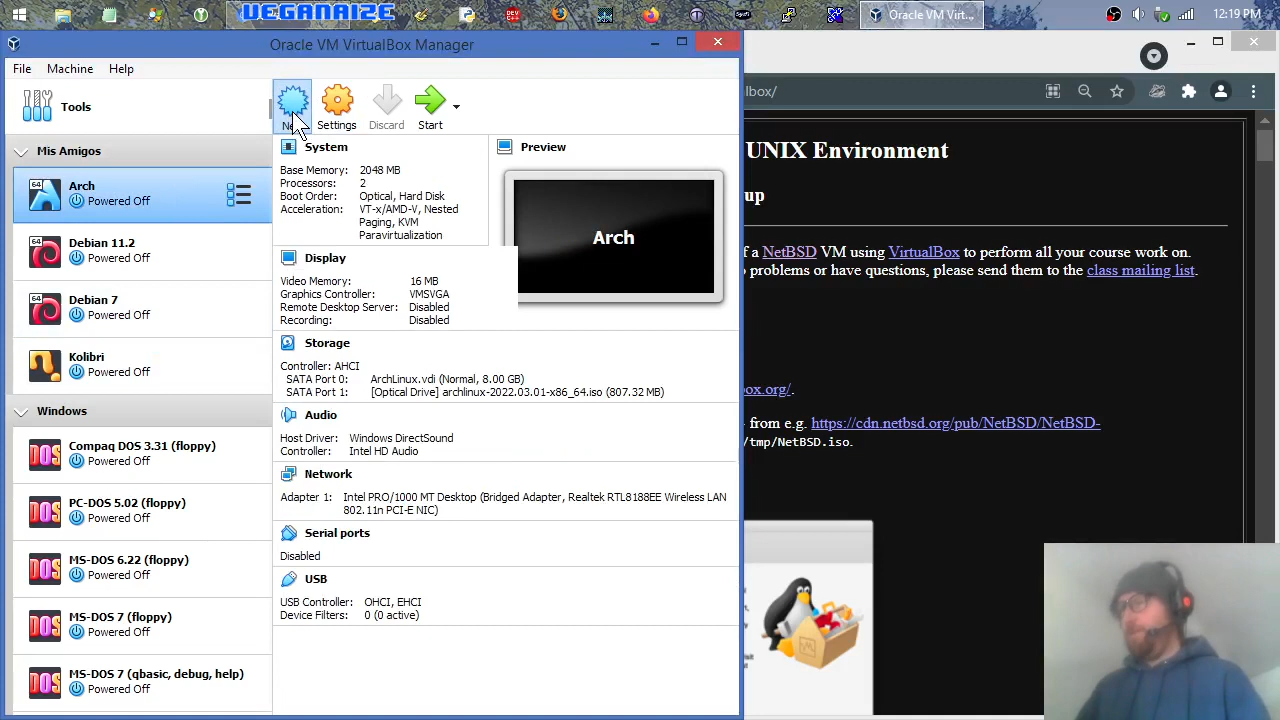 VEGANAIZE
Oracle VM Virt...
12:19 PM
Oracle VM VirtualBox Manager
File Machine Help
Tools
Settings
Discard
Start
Mis Amigos
Arch
Powered Off
Debian 11.2
Powered Off
Debian 7
Powered Off
Kolibri
Powered Off
Windows
Compaq DOS 3.31 (floppy)
Powered Off
PC-DOS 5.02 (floppy)
Powered Off
MS-DOS 6.22 (floppy)
Powered Off
MS-DOS 7 (floppy)
Powered Off
MS-DOS 7 (qbasic, debug, help)
Powered Off
System
Base Memory: 2048 MB
Processors: 2
Boot Order: Optical, Hard Disk
Acceleration: VT-x/AMD-V, Nested
Paging, KVM
Paravirtualization
Preview
Arch
Display
Video Memory: 16 MB
Graphics Controller: VMSVGA
Remote Desktop Server: Disabled
Recording: Disabled
Storage
Controller: AHCI
SATA Port 0: ArchLinux.vdi (Normal, 8.00 GB)
SATA Port 1: [Optical Drive] archlinux-2022.03.01-x86_64.iso (807.32 MB)
Audio
Host Driver: Windows DirectSound
Controller: Intel HD Audio
Network
Adapter 1: Intel PRO/1000 MT Desktop (Bridged Adapter, Realtek RTL8188EE Wireless LAN
802.11n PCI-E NIC)
Serial ports
Disabled
USB
USB Controller: OHCI, EHCI
Device Filters: 0 (0 active)
lbox/
UNIX Environment
up
f a NetBSD VM using VirtualBox to perform all your course work on.
problems or have questions, please send them to the class mailing list.
box.org/.
from e.g. https://cdn.netbsd.org/pub/NetBSD/NetBSD-
/tmp/NetBSD.iso.